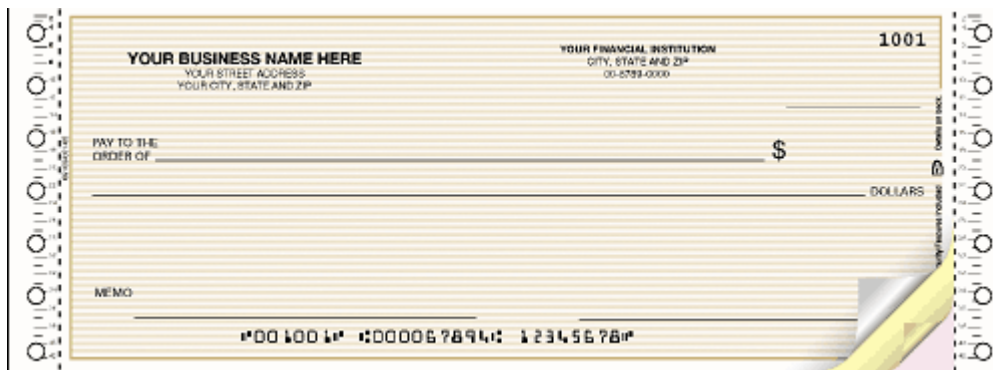 YOUR BUSINESS NAME HERE
YOUR STREET ADDRESS
YOUR CITY, STATE AND ZIP
YOUR FINANCIAL INSTITUTION
CITY, STATE AND ZIP
00-6789-0000
1001
PAY TO THE
ORDER OF
$
DOLLARS
MEMO
⑈001001⑈ ⑆000067894⑆ 12345678⑈